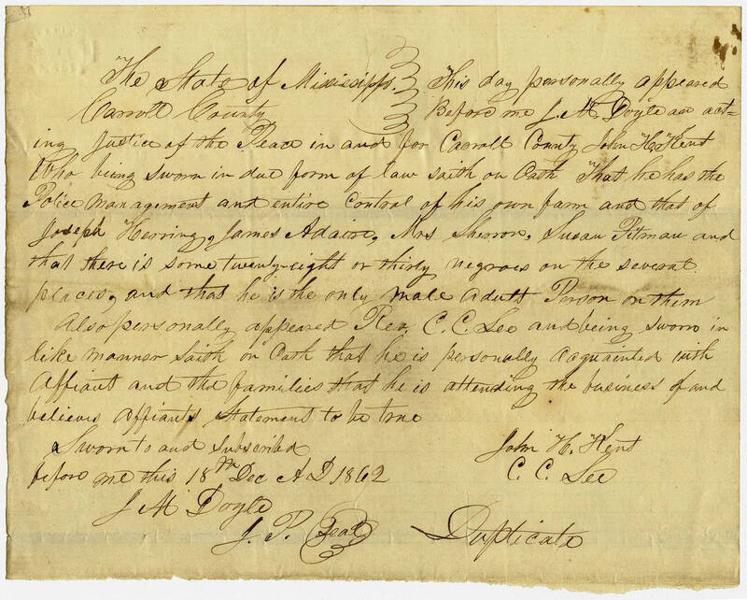 The State of Mississippi. This day personally appeared
Carroll County Before me J. M. Doyle an act=
ing Justice of the Peace in and for Carroll County John H. Kent
Who being sworn in due form of law saith on Oath That he has the
Police management and entire control of his own farm and that of
Joseph Herring, James Adair, Mrs Sharon, Susan Pitman and
that there is some twenty-eight or thirty negroes on the several
places, and that he is the only male adult Person on them
Also personally appeared Rev. C. C. Lee and being sworn in
like manner saith on Oath that he is personally acquainted with
Affiant and the families that he is attending the business of and
believes affiants statement to be true
Sworn to and subscribed John H. Kent
before me this 18th Dec A D 1862 C. C. Lee
J M Doyle
J. P. Seal Duplicate